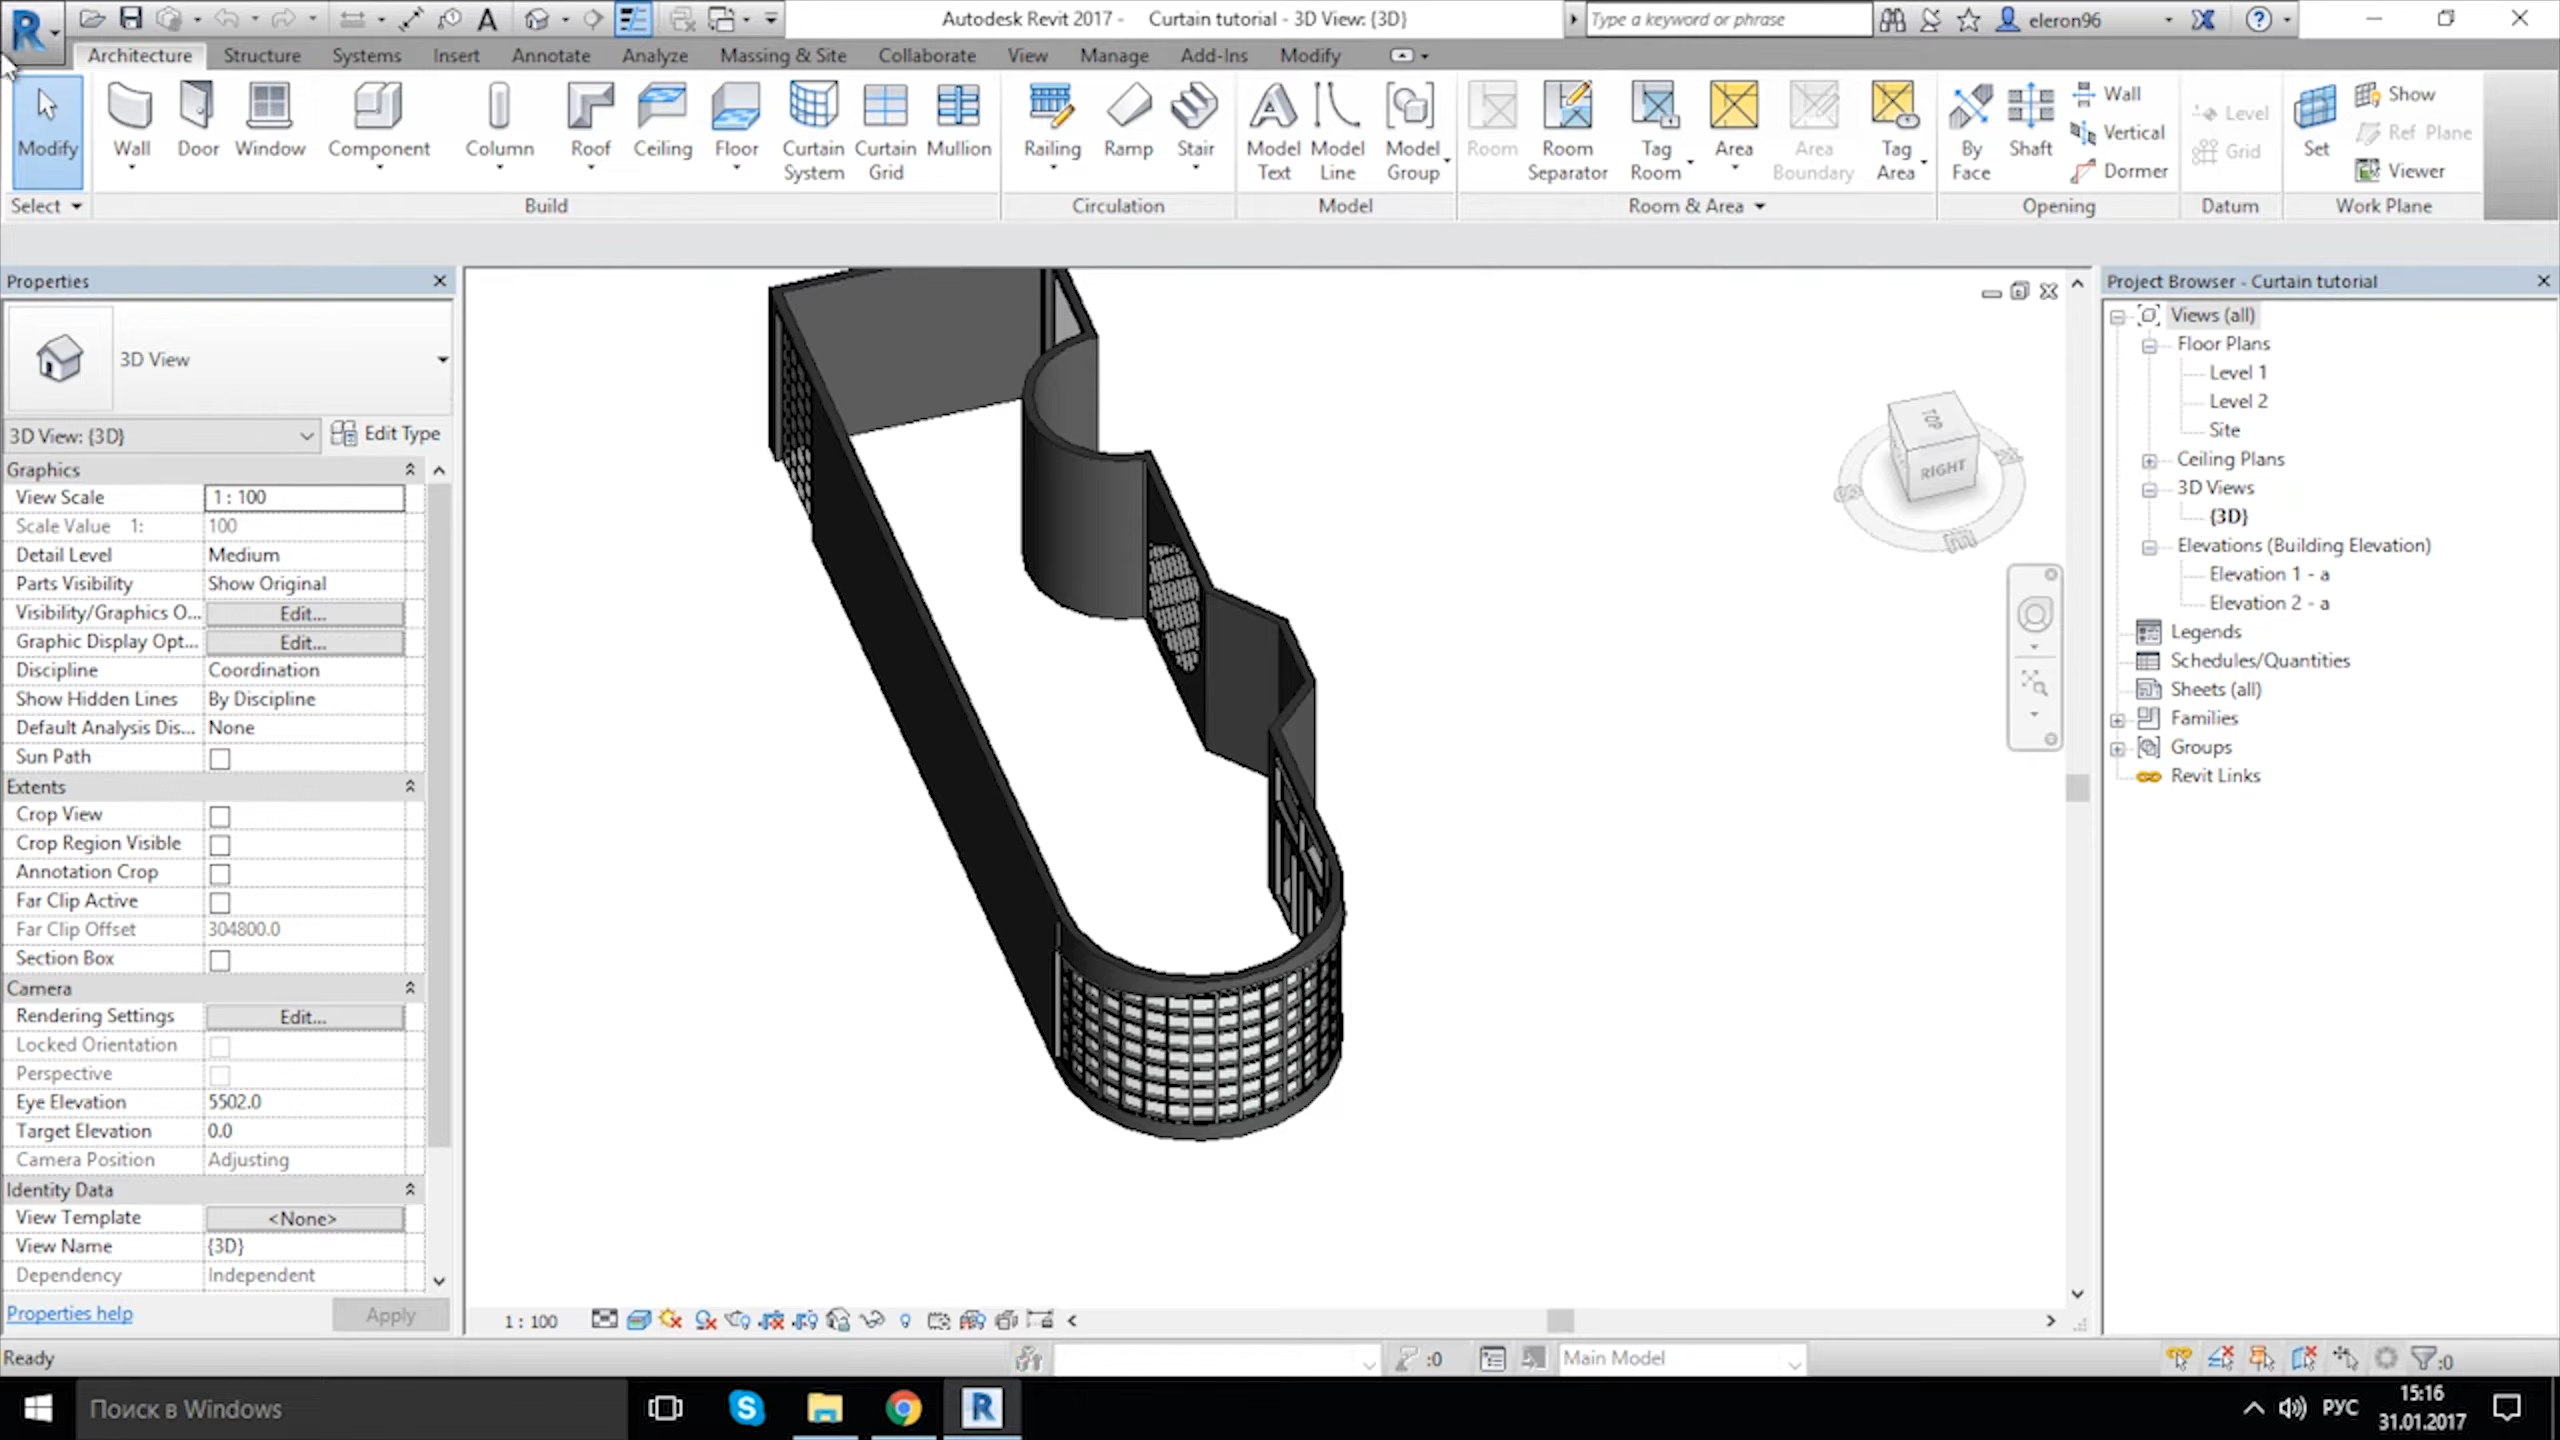 Autodesk Revit 2017 - Curtain tutorial - 3D View: {3D}
Type a keyword or phrase
eleron96
Architecture Structure Systems Insert Annotate Analyze Massing & Site Collaborate View Manage Add-Ins Modify
Modify
Wall
Door
Window
Component
Column
Roof
Ceiling
Floor
Curtain System
Curtain Grid
Mullion
Railing
Ramp
Stair
Model Text
Model Line
Model Group
Room
Room Separator
Tag Room
Area
Area Boundary
Tag Area
By Face
Shaft
Wall
Vertical
Dormer
Level
Grid
Set
Show
Ref Plane
Viewer
Select
Build
Circulation
Model
Room & Area
Opening
Datum
Work Plane
Properties
3D View
3D View: {3D}
Edit Type
Graphics
View Scale 1 : 100
Scale Value 1: 100
Detail Level Medium
Parts Visibility Show Original
Visibility/Graphics O... Edit...
Graphic Display Opt... Edit...
Discipline Coordination
Show Hidden Lines By Discipline
Default Analysis Dis... None
Sun Path
Extents
Crop View
Crop Region Visible
Annotation Crop
Far Clip Active
Far Clip Offset 304800.0
Section Box
Camera
Rendering Settings Edit...
Locked Orientation
Perspective
Eye Elevation 5502.0
Target Elevation 0.0
Camera Position Adjusting
Identity Data
View Template <None>
View Name {3D}
Dependency Independent
Properties help
Apply
TOP
RIGHT
1 : 100
Project Browser - Curtain tutorial
Views (all)
Floor Plans
Level 1
Level 2
Site
Ceiling Plans
3D Views
{3D}
Elevations (Building Elevation)
Elevation 1 - a
Elevation 2 - a
Legends
Schedules/Quantities
Sheets (all)
Families
Groups
Revit Links
Ready
:0
Main Model
:0
Поиск в Windows
РУС
15:16
31.01.2017